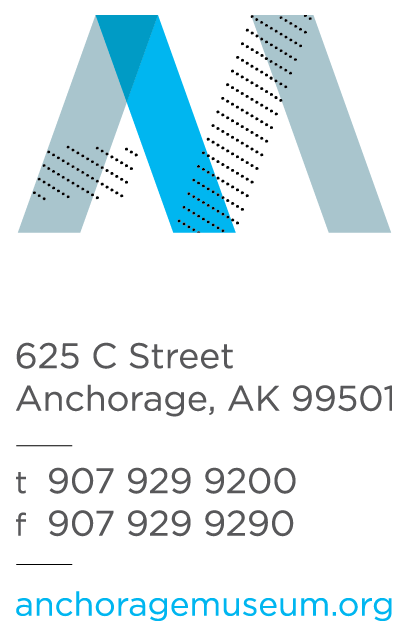 625 C Street
Anchorage, AK 99501
t 907 929 9200
f 907 929 9290
anchoragemuseum.org